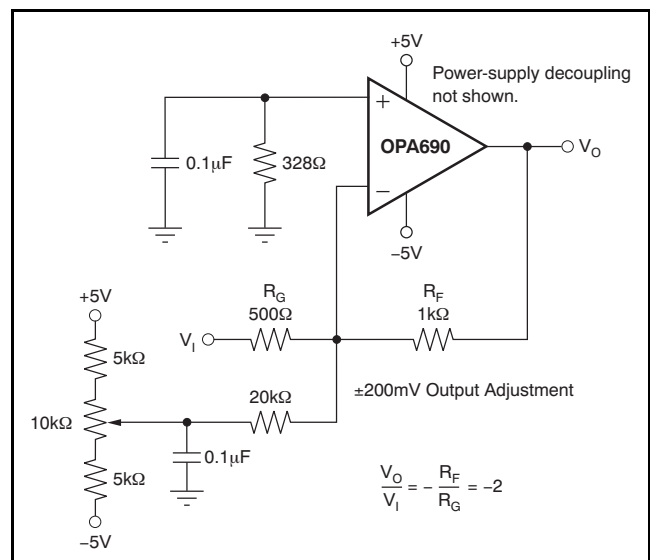 +5V
Power-supply decoupling
not shown.
+
OPA690
V_O
0.1μF
328Ω
−
−5V
+5V
R_G
500Ω
R_F
1kΩ
V_I
5kΩ
20kΩ
±200mV Output Adjustment
10kΩ
0.1μF
5kΩ
V_O/V_I = − R_F/R_G = −2
−5V